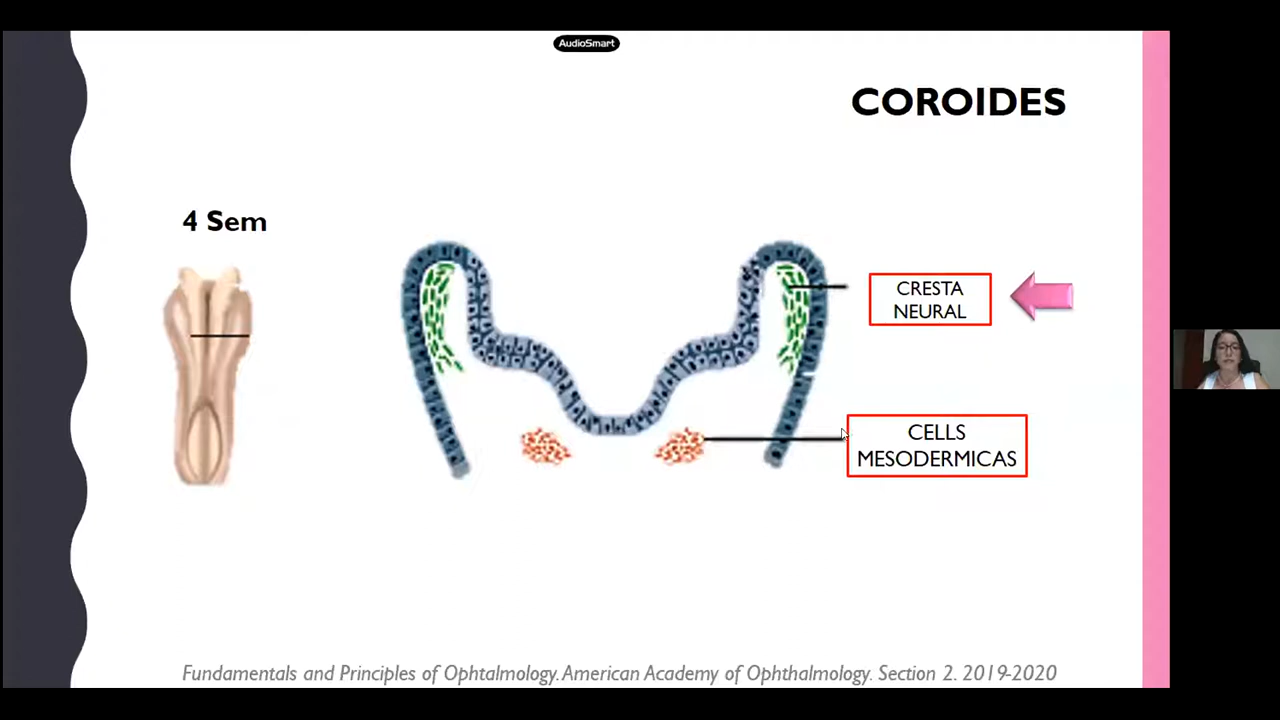 AudioSmart
COROIDES
4 Sem
CRESTA
NEURAL
CELLS
MESODERMICAS
Fundamentals and Principles of Ophtalmology. American Academy of Ophthalmology. Section 2. 2019-2020